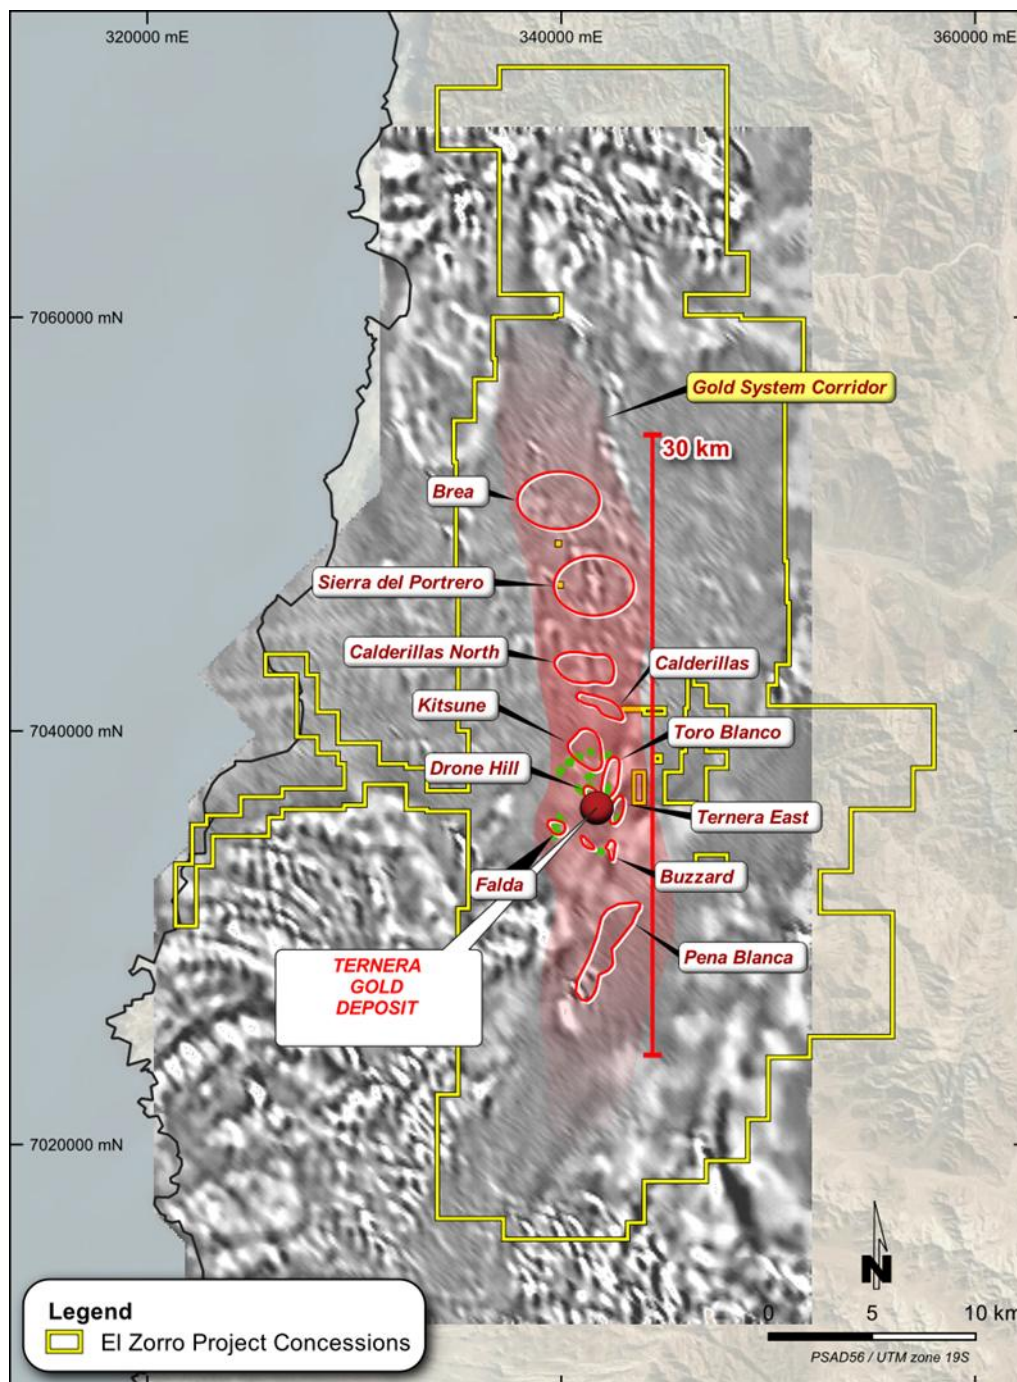 320000 mE
340000 mE
360000 mE
7060000 mN
Gold System Corridor
30 km
Brea
Sierra del Portrero
Calderillas North
Calderillas
Kitsune
Toro Blanco
7040000 mN
Drone Hill
Ternera East
Falda
Buzzard
Pena Blanca
TERNERA
GOLD
DEPOSIT
7020000 mN
N
Legend
El Zorro Project Concessions
0 5 10 km
PSAD56 / UTM zone 19S